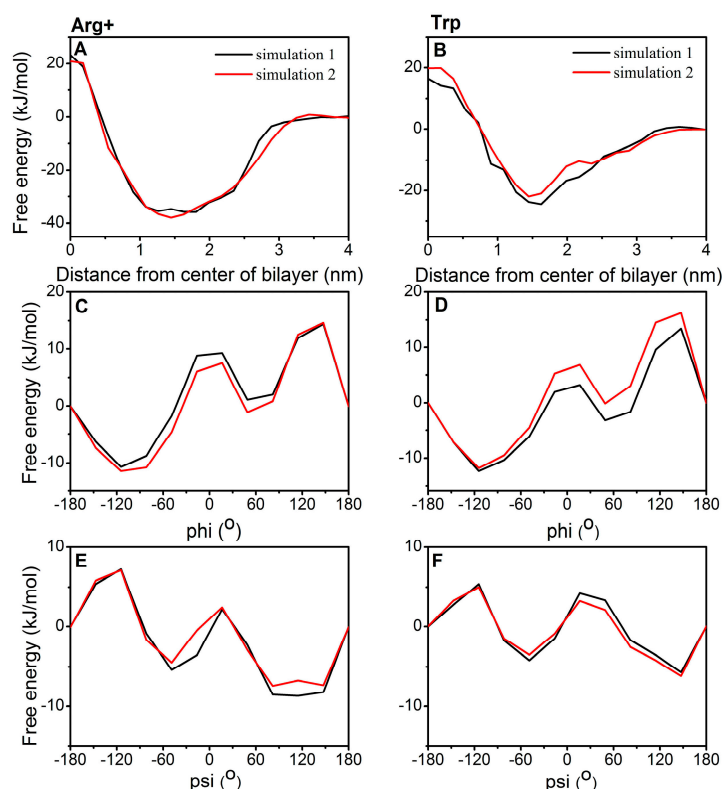 Arg+ Trp
A simulation 1 B simulation 1
simulation 2 simulation 2
Free energy (kJ/mol)
20
0
-20
-40
20
0
-20
0 1 2 3 4 0 1 2 3 4
Distance from center of bilayer (nm) Distance from center of bilayer (nm)
C D
Free energy (kJ/mol)
20
10
0
-10
20
10
0
-10
-180 -120 -60 0 60 120 180 -180 -120 -60 0 60 120 180
phi (O) phi (O)
E F
Free energy (kJ/mol)
10
0
-10
10
0
-10
-180 -120 -60 0 60 120 180 -180 -120 -60 0 60 120 180
psi (O) psi (O)